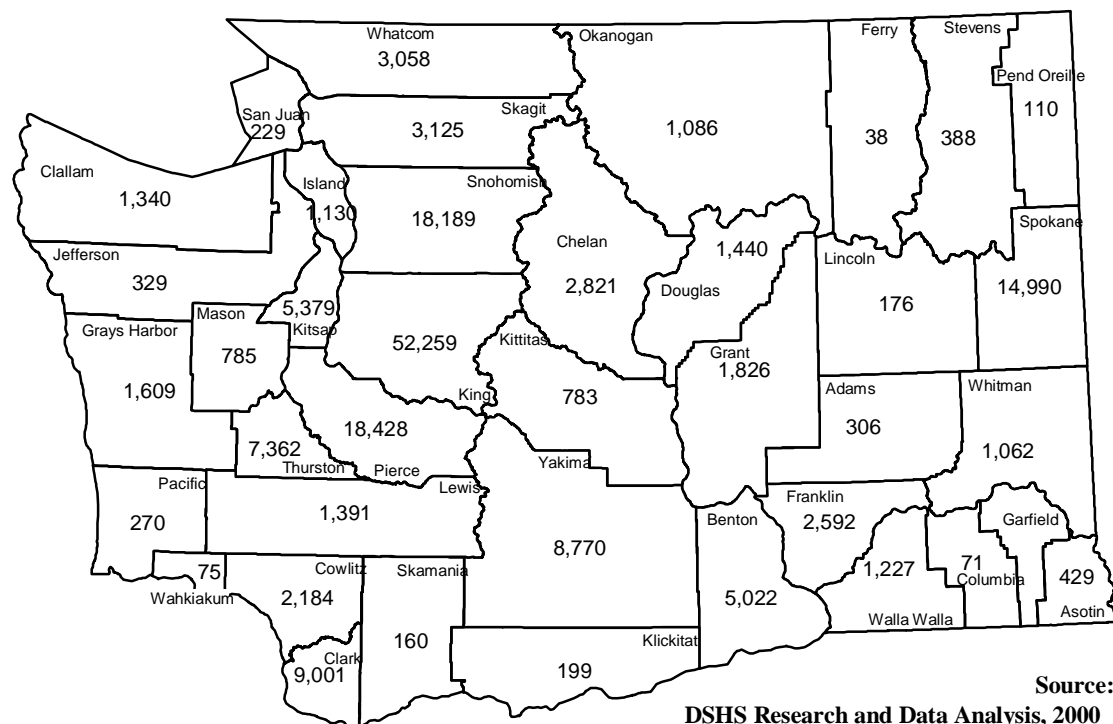 Whatcom
3,058
Okanogan
1,086
Ferry
38
Stevens
388
Pend Oreille
110
San Juan
229
Skagit
3,125
Clallam
1,340
Island
1,130
Snohomish
18,189
Chelan
2,821
1,440
Douglas
Lincoln
176
Spokane
14,990
Jefferson
329
5,379
Kitsap
Mason
785
Grays Harbor
1,609
52,259
King
Kittitas
783
Grant
1,826
Adams
306
Whitman
1,062
7,362
Thurston
18,428
Pierce
Yakima
8,770
Lewis
1,391
Pacific
270
Benton
5,022
Franklin
2,592
Garfield
75
Wahkiakum
Cowlitz
2,184
Skamania
160
1,227
Walla Walla
71
Columbia
429
Asotin
Clark
9,001
Klickitat
199
Source:
DSHS Research and Data Analysis, 2000